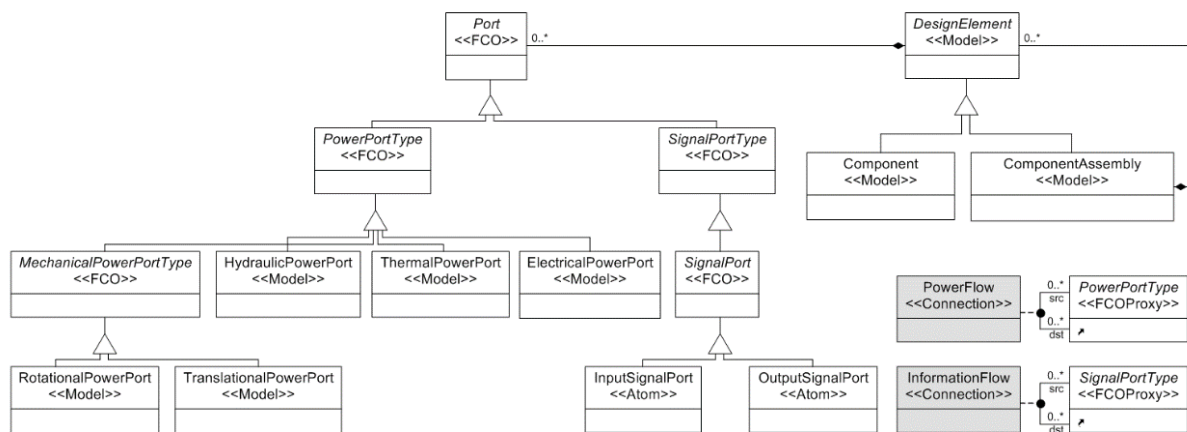 Port
<<FCO>>
0..*
DesignElement
<<Model>>
0..*
PowerPortType
<<FCO>>
SignalPortType
<<FCO>>
Component
<<Model>>
ComponentAssembly
<<Model>>
MechanicalPowerPortType
<<FCO>>
HydraulicPowerPort
<<Model>>
ThermalPowerPort
<<Model>>
ElectricalPowerPort
<<Model>>
SignalPort
<<FCO>>
PowerFlow
<<Connection>>
0..*
src
0..*
dst
PowerPortType
<<FCOProxy>>
RotationalPowerPort
<<Model>>
TranslationalPowerPort
<<Model>>
InputSignalPort
<<Atom>>
OutputSignalPort
<<Atom>>
InformationFlow
<<Connection>>
0..*
src
0..*
dst
SignalPortType
<<FCOProxy>>